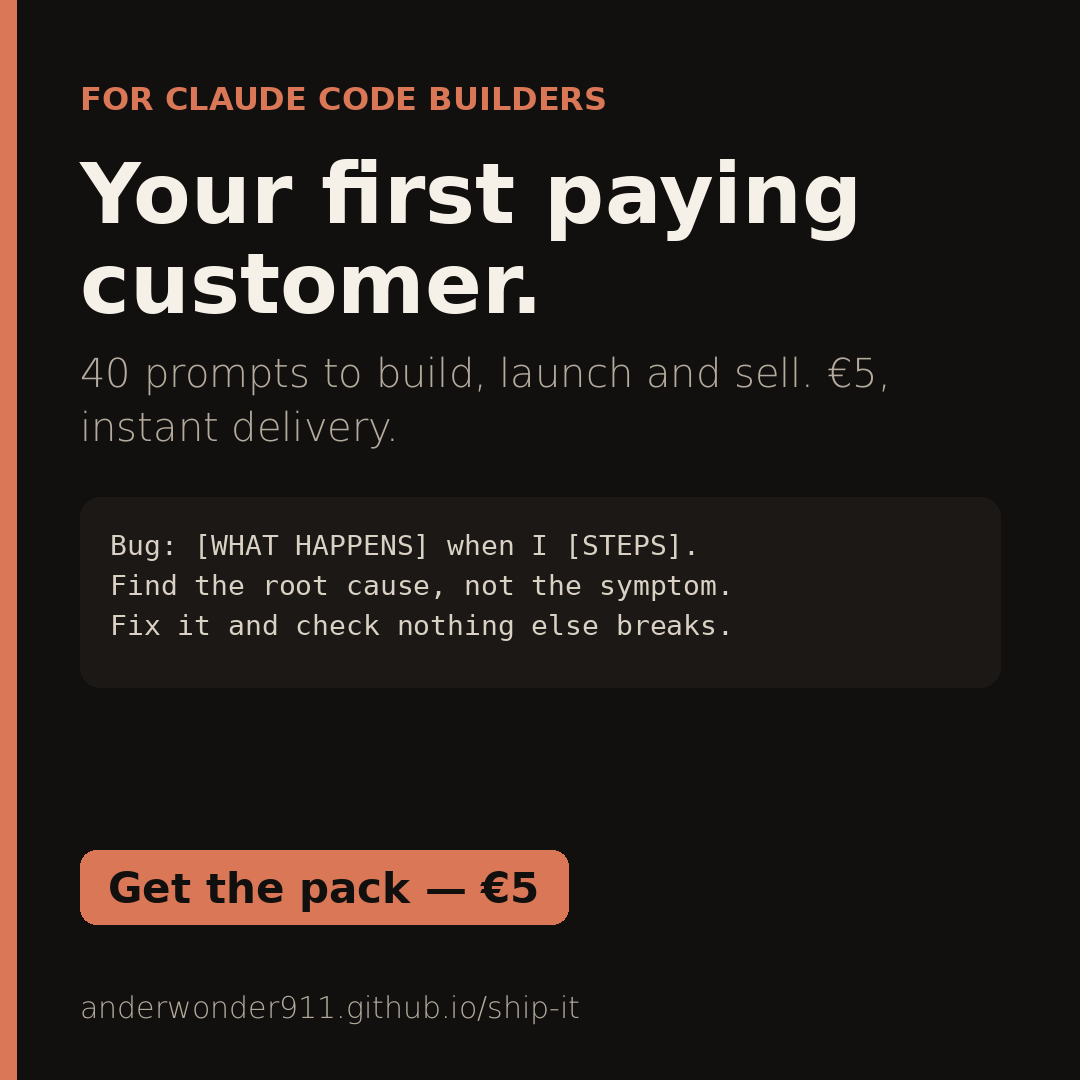 FOR CLAUDE CODE BUILDERS
Your first paying
customer.
40 prompts to build, launch and sell. €5,
instant delivery.
Bug: [WHAT HAPPENS] when I [STEPS].
Find the root cause, not the symptom.
Fix it and check nothing else breaks.
Get the pack — €5
anderwonder911.github.io/ship-it